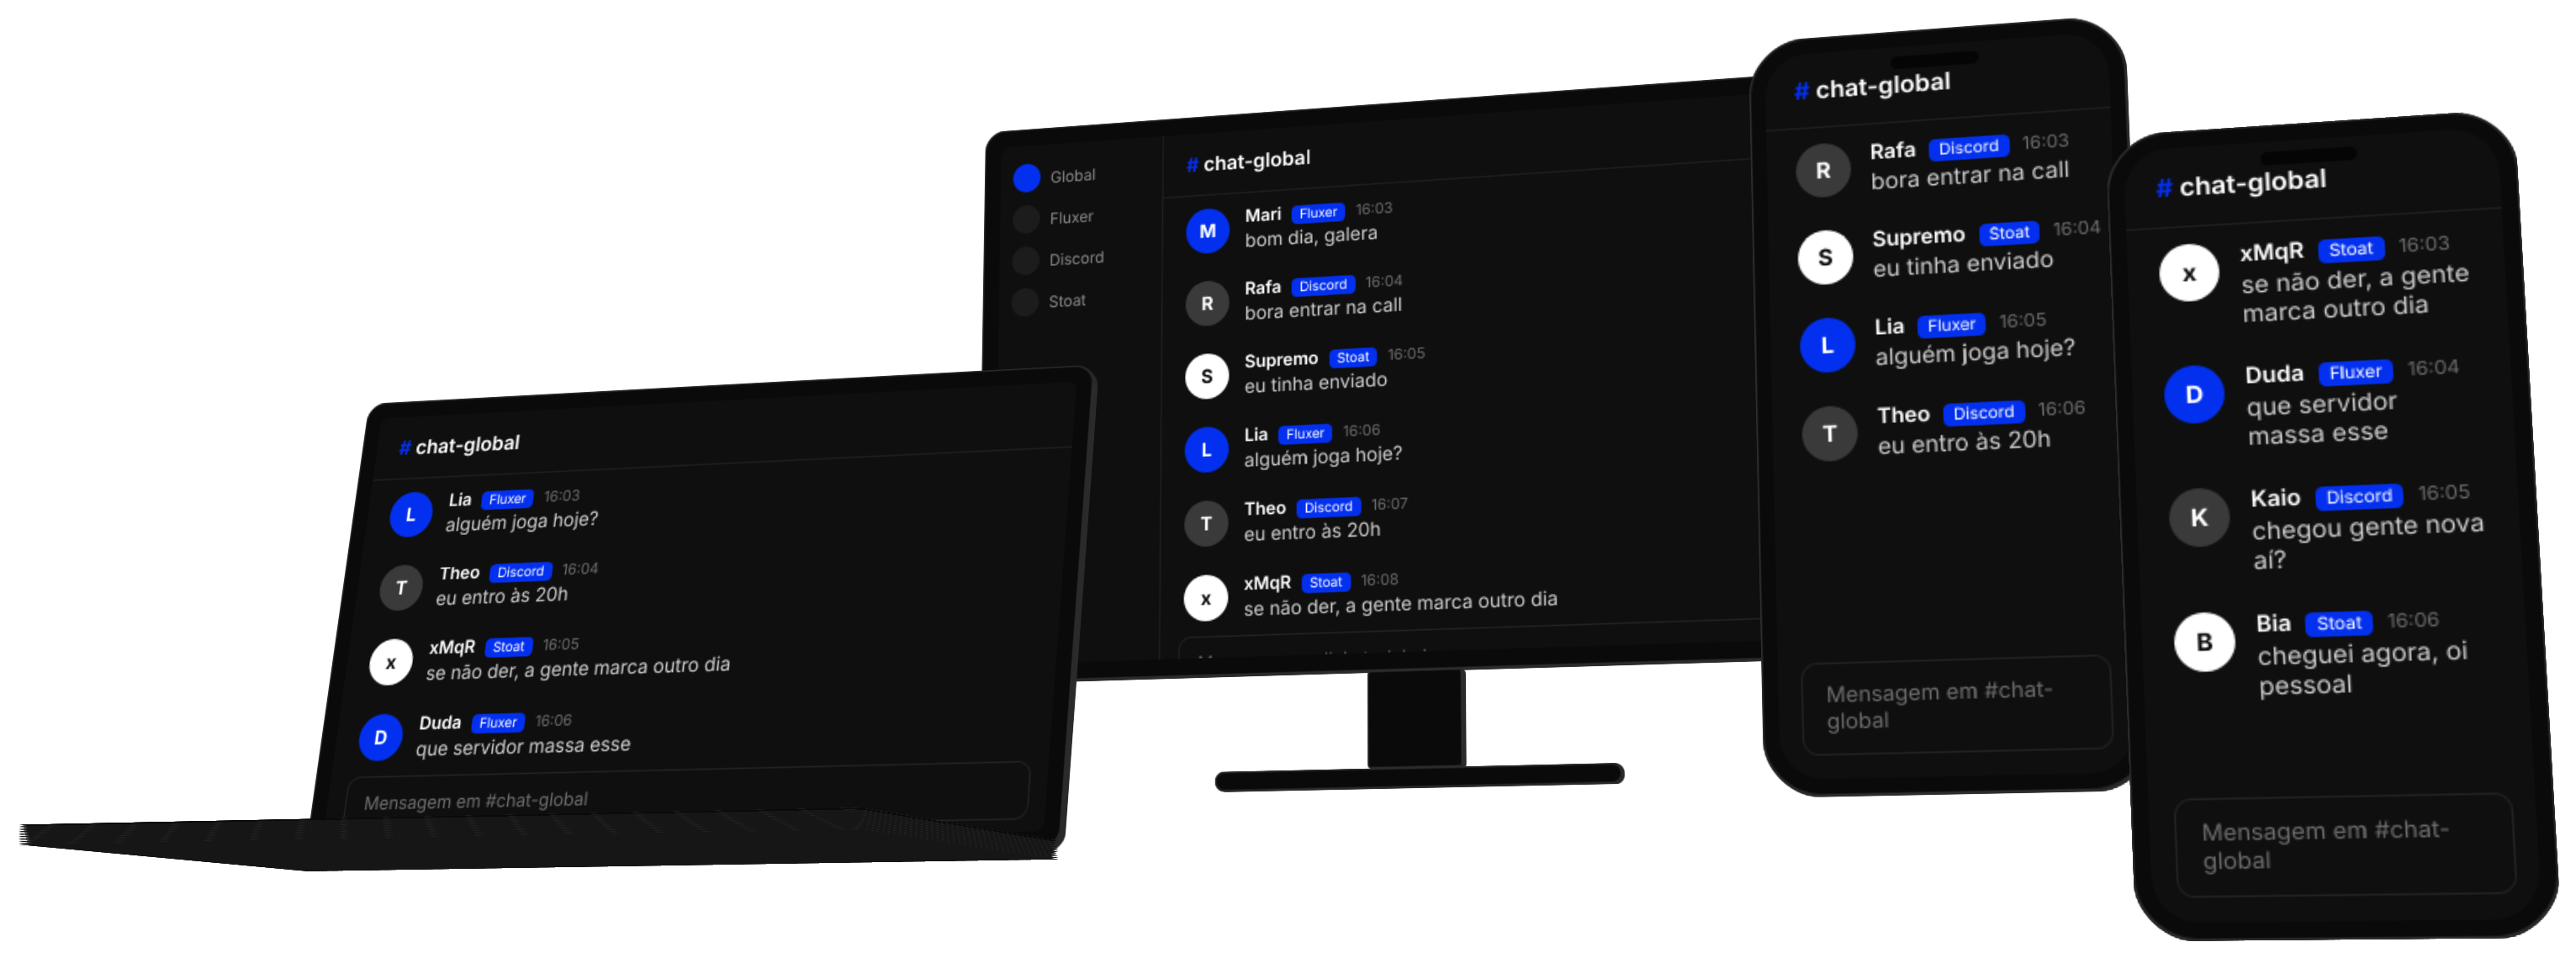 # chat-global
Lia Fluxer 16:03
alguém joga hoje?
Theo Discord 16:04
eu entro às 20h
xMqR Stoat 16:05
se não der, a gente marca outro dia
Duda Fluxer 16:06
que servidor massa esse
Mensagem em #chat-global
Global
Fluxer
Discord
Stoat
# chat-global
M
Mari Fluxer 16:03
bom dia, galera
R
Rafa Discord 16:04
bora entrar na call
S
Supremo Stoat 16:05
eu tinha enviado
L
Lia Fluxer 16:06
alguém joga hoje?
T
Theo Discord 16:07
eu entro às 20h
x
xMqR Stoat 16:08
se não der, a gente marca outro dia
# chat-global
R
Rafa Discord 16:03
bora entrar na call
S
Supremo Stoat 16:04
eu tinha enviado
L
Lia Fluxer 16:05
alguém joga hoje?
T
Theo Discord 16:06
eu entro às 20h
Mensagem em #chat-
global
# chat-global
x
xMqR Stoat 16:03
se não der, a gente
marca outro dia
D
Duda Fluxer 16:04
que servidor
massa esse
K
Kaio Discord 16:05
chegou gente nova
aí?
B
Bia Stoat 16:06
cheguei agora, oi
pessoal
Mensagem em #chat-
global